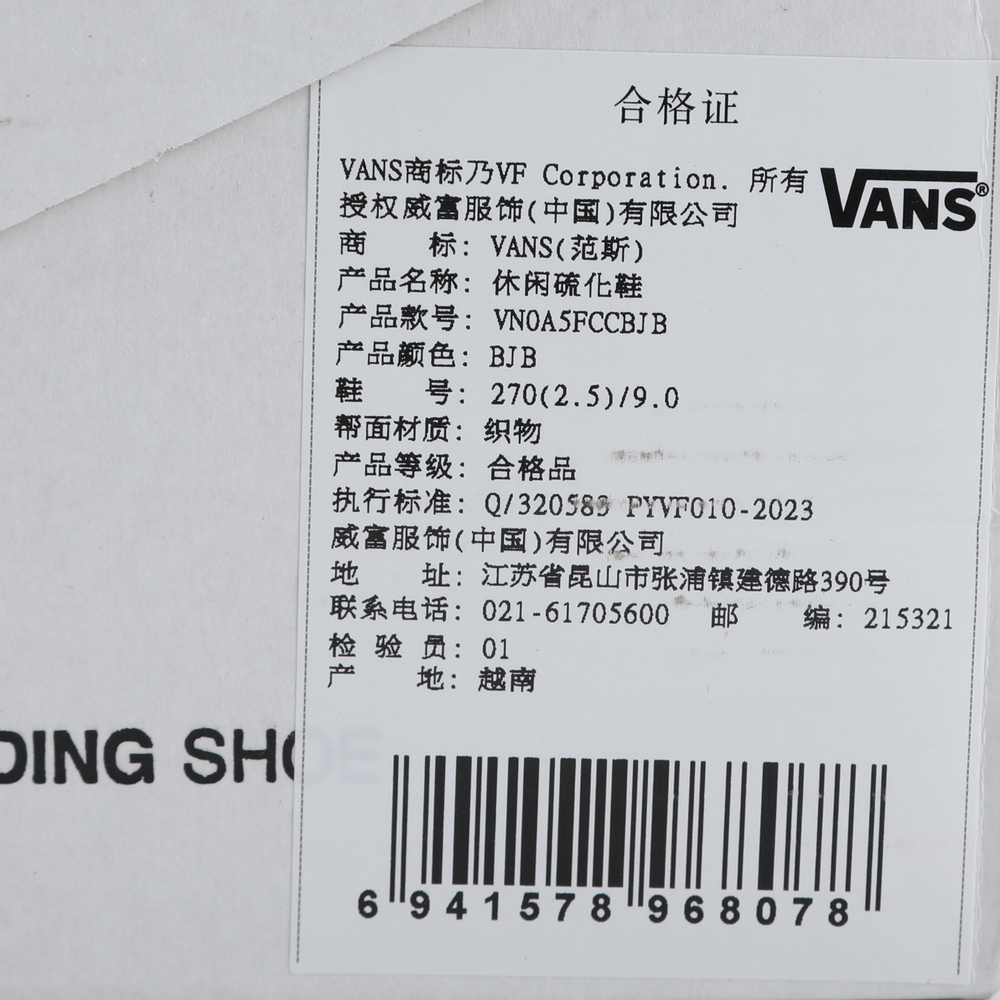 合格证
VANS商标乃VF Corporation. 所有
VANS®
授权威富服饰(中国)有限公司
商 标: VANS(范斯)
产品名称: 休闲硫化鞋
产品款号: VN0A5FCCBJB
产品颜色: BJB
鞋 号: 270(2.5)/9.0
帮面材质: 织物
产品等级: 合格品
执行标准: Q/320583 PYVF010-2023
威富服饰(中国)有限公司
地 址: 江苏省昆山市张浦镇建德路390号
联系电话: 021-61705600 邮 编: 215321
检 验 员: 01
产 地: 越南
DING SHOE
6 941578 968078